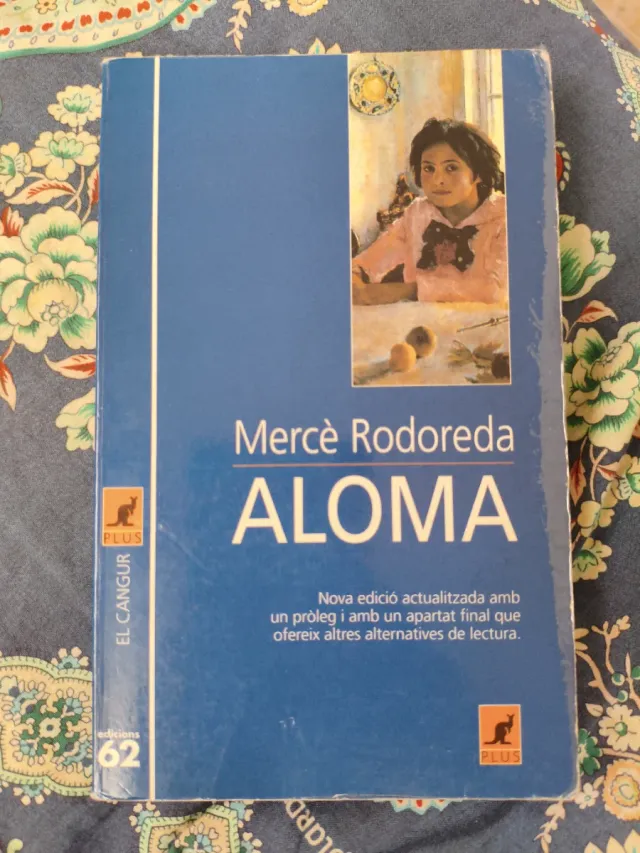 Mercè Rodoreda
ALOMA
Nova edició actualitzada amb
un pròleg i amb un apartat final que
ofereix altres alternatives de lectura.
PLUS
PLUS
EL CANGUR
edicions
62